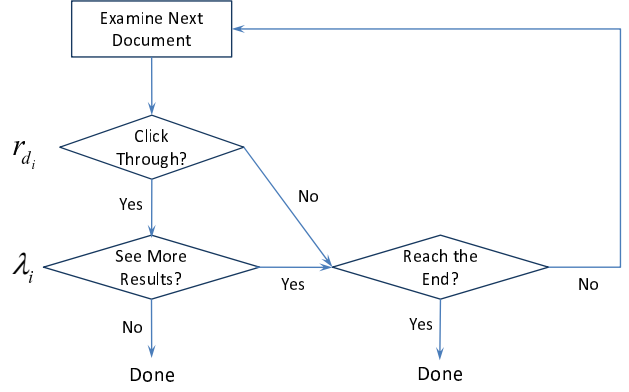 Examine Next
Document
r_{d_i}
Click
Through?
Yes
No
λ_i
See More
Results?
Yes
Reach the
End?
No
No
Yes
Done
Done